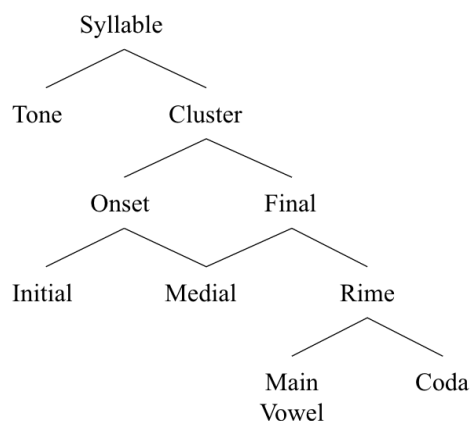 Syllable
Tone Cluster
Onset Final
Initial Medial Rime
Main Coda
Vowel